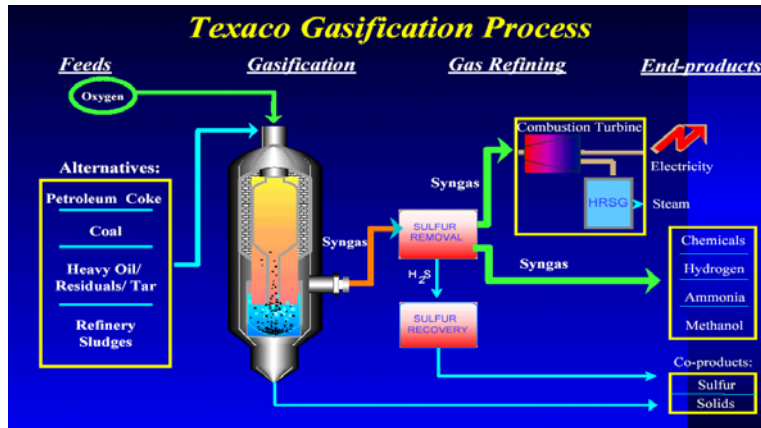 Texaco Gasification Process
Feeds
Gasification
Gas Refining
End-products
Oxygen
Alternatives:
Petroleum Coke
Coal
Heavy Oil/
Residuals/ Tar
Refinery
Sludges
Syngas
SULFUR
REMOVAL
H2S
SULFUR
RECOVERY
Syngas
Combustion Turbine
HRSG
Electricity
Steam
Syngas
Chemicals
Hydrogen
Ammonia
Methanol
Co-products:
Sulfur
Solids